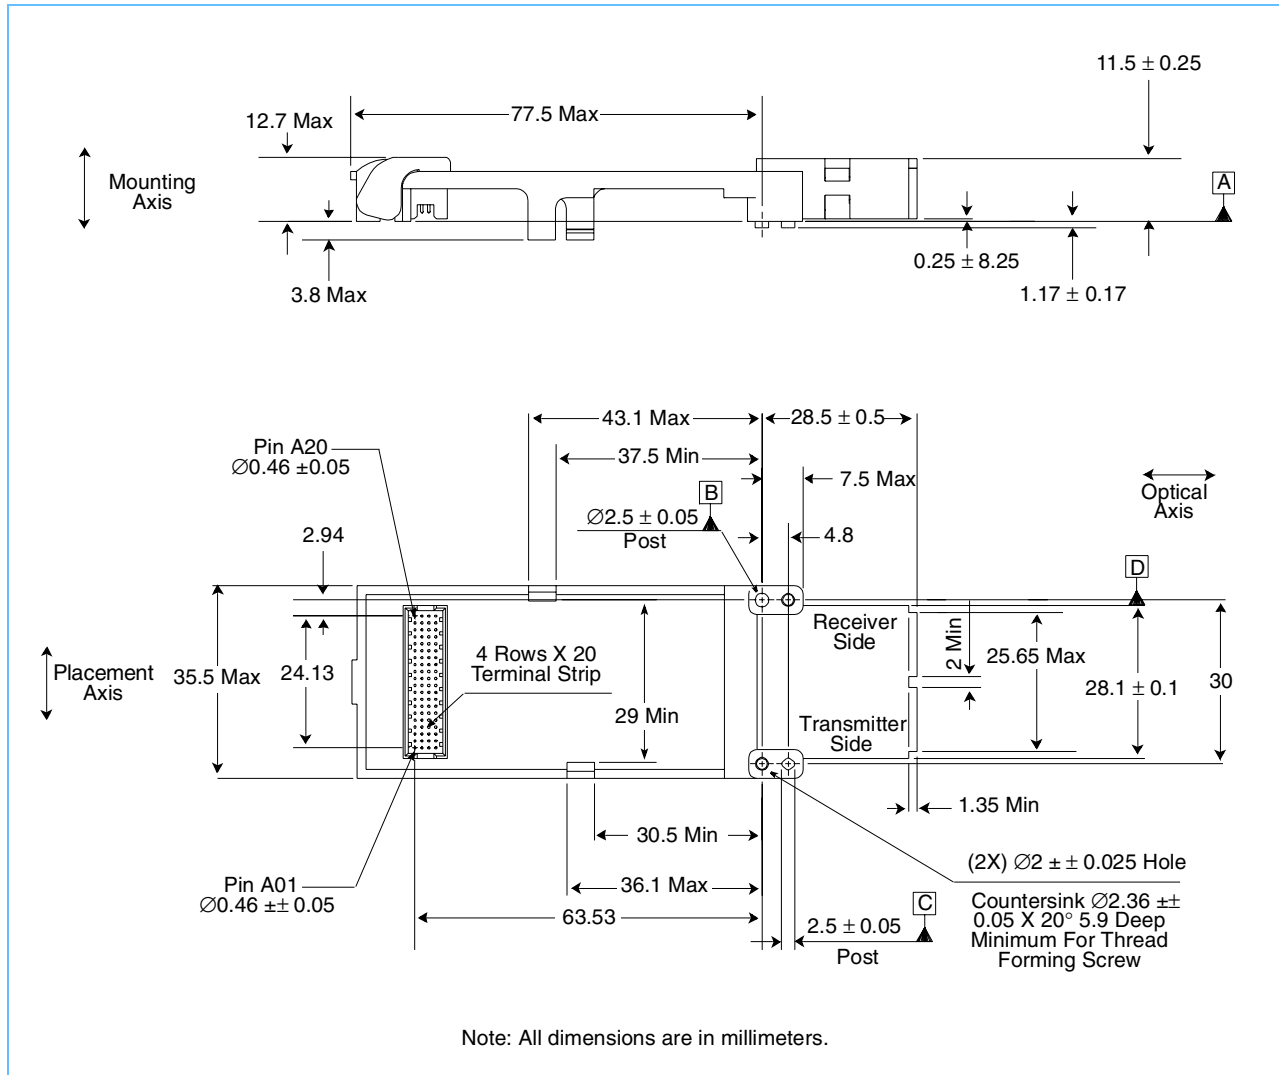 11.5 ± 0.25
77.5 Max
12.7 Max
Mounting
Axis
A
0.25 ± 8.25
3.8 Max
1.17 ± 0.17
43.1 Max
28.5 ± 0.5
Pin A20
∅0.46 ±0.05
37.5 Min
7.5 Max
B
Optical
Axis
∅2.5 ± 0.05
Post
2.94
4.8
D
Receiver
Side
2 Min
4 Rows X 20
Terminal Strip
25.65 Max
Placement
Axis
35.5 Max
24.13
28.1 ± 0.1
30
29 Min
Transmitter
Side
1.35 Min
30.5 Min
(2X) ∅2 ± ± 0.025 Hole
Pin A01
∅0.46 ±± 0.05
36.1 Max
C
Countersink ∅2.36 ±±
0.05 X 20° 5.9 Deep
Minimum For Thread
Forming Screw
63.53
2.5 ± 0.05
Post
Note: All dimensions are in millimeters.